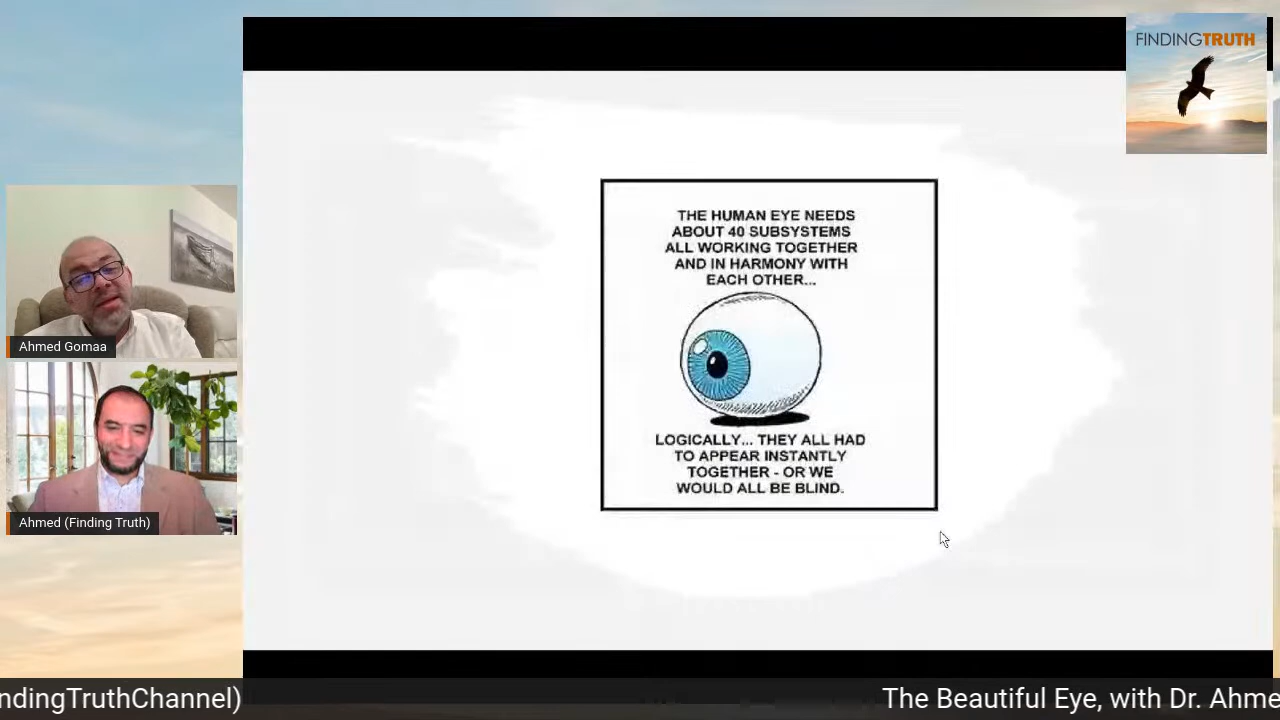 FINDINGTRUTH
THE HUMAN EYE NEEDS
ABOUT 40 SUBSYSTEMS
ALL WORKING TOGETHER
AND IN HARMONY WITH
EACH OTHER...
LOGICALLY... THEY ALL HAD
TO APPEAR INSTANTLY
TOGETHER - OR WE
WOULD ALL BE BLIND.
Ahmed Gomaa
Ahmed (Finding Truth)
ndingTruthChannel)
The Beautiful Eye, with Dr. Ahme